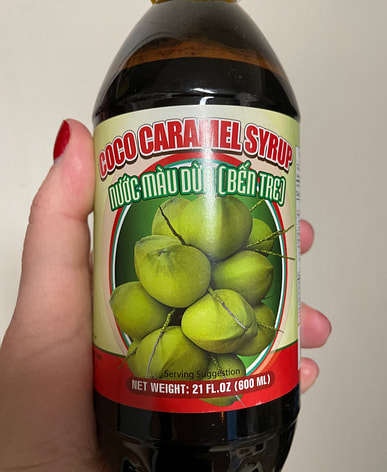 COCO CARAMEL SYRUP
NƯỚC MÀU DỪA (BẾN TRE)
Serving Suggestion
NET WEIGHT: 21 FL.OZ (600 ML)